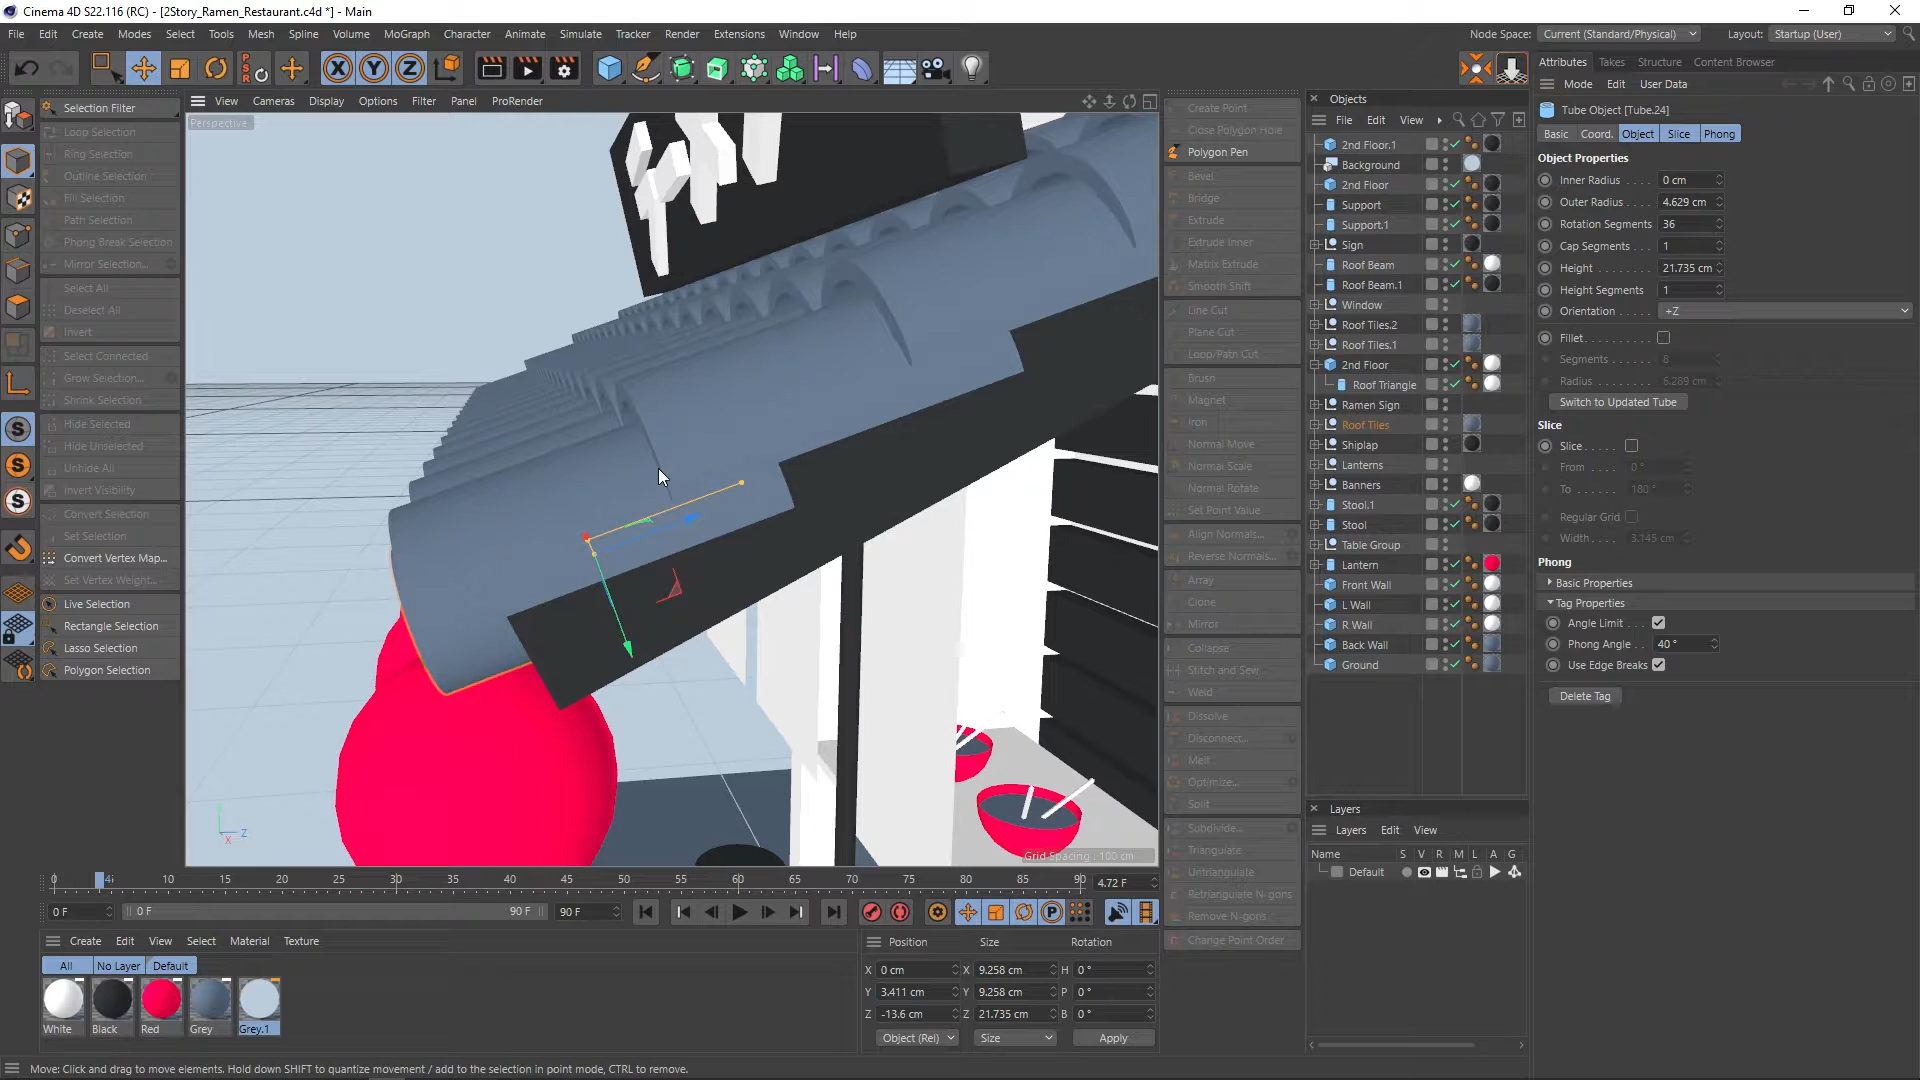 Cinema 4D S22.116 (RC) - [2Story_Ramen_Restaurant.c4d *] - Main
File Edit Create Modes Select Tools Mesh Spline Volume MoGraph Character Animate Simulate Tracker Render Extensions Window Help Node Space: Current (Standard/Physical) Layout: Startup (User)
Selection Filter
Loop Selection
Ring Selection
Outline Selection
Fill Selection
Path Selection
Phong Break Selection
Mirror Selection...
Select All
Deselect All
Invert
Select Connected
Grow Selection...
Shrink Selection
Hide Selected
Hide Unselected
Unhide All
Invert Visibility
Convert Selection
Set Selection
Convert Vertex Map...
Set Vertex Weight...
Live Selection
Rectangle Selection
Lasso Selection
Polygon Selection
View Cameras Display Options Filter Panel ProRender
Perspective
Grid Spacing : 100 cm
Y
X
Z
Create Point
Close Polygon Hole
Polygon Pen
Bevel
Bridge
Extrude
Extrude Inner
Matrix Extrude
Smooth Shift
Line Cut
Plane Cut
Loop/Path Cut
Brush
Magnet
Iron
Normal Move
Normal Scale
Normal Rotate
Set Point Value
Align Normals...
Reverse Normals...
Array
Clone
Mirror
Collapse
Stitch and Sew
Weld
Dissolve
Disconnect...
Melt
Optimize...
Split
Subdivide...
Triangulate
Untriangulate
Retriangulate N-gons
Remove N-gons
Change Point Order
Objects
File Edit View
2nd Floor.1
Background
2nd Floor
Support
Support.1
Sign
Roof Beam
Roof Beam.1
Window
Roof Tiles.2
Roof Tiles.1
2nd Floor
Roof Triangle
Ramen Sign
Roof Tiles
Shiplap
Lanterns
Banners
Stool.1
Stool
Table Group
Lantern
Front Wall
L Wall
R Wall
Back Wall
Ground
Layers
Layers Edit View
Name S V R M L A G
Default
Attributes Takes Structure Content Browser
Mode Edit User Data
Tube Object [Tube.24]
Basic Coord. Object Slice Phong
Object Properties
Inner Radius 0 cm
Outer Radius 4.629 cm
Rotation Segments 36
Cap Segments 1
Height 21.735 cm
Height Segments 1
Orientation +Z
Fillet
Segments 8
Radius 6.289 cm
Switch to Updated Tube
Slice
Slice
From 0 °
To 180 °
Regular Grid
Width 3.145 cm
Phong
Basic Properties
Tag Properties
Angle Limit
Phong Angle 40 °
Use Edge Breaks
Delete Tag
0 4 10 15 20 25 30 35 40 45 50 55 60 65 70 75 80 85 90 4.72 F
0 F 0 F 90 F 90 F
Create Edit View Select Material Texture
All No Layer Default
White Black Red Grey Grey.1
Position Size Rotation
X 0 cm X 9.258 cm H 0 °
Y 3.411 cm Y 9.258 cm P 0 °
Z -13.6 cm Z 21.735 cm B 0 °
Object (Rel) Size Apply
Move: Click and drag to move elements. Hold down SHIFT to quantize movement / add to the selection in point mode, CTRL to remove.